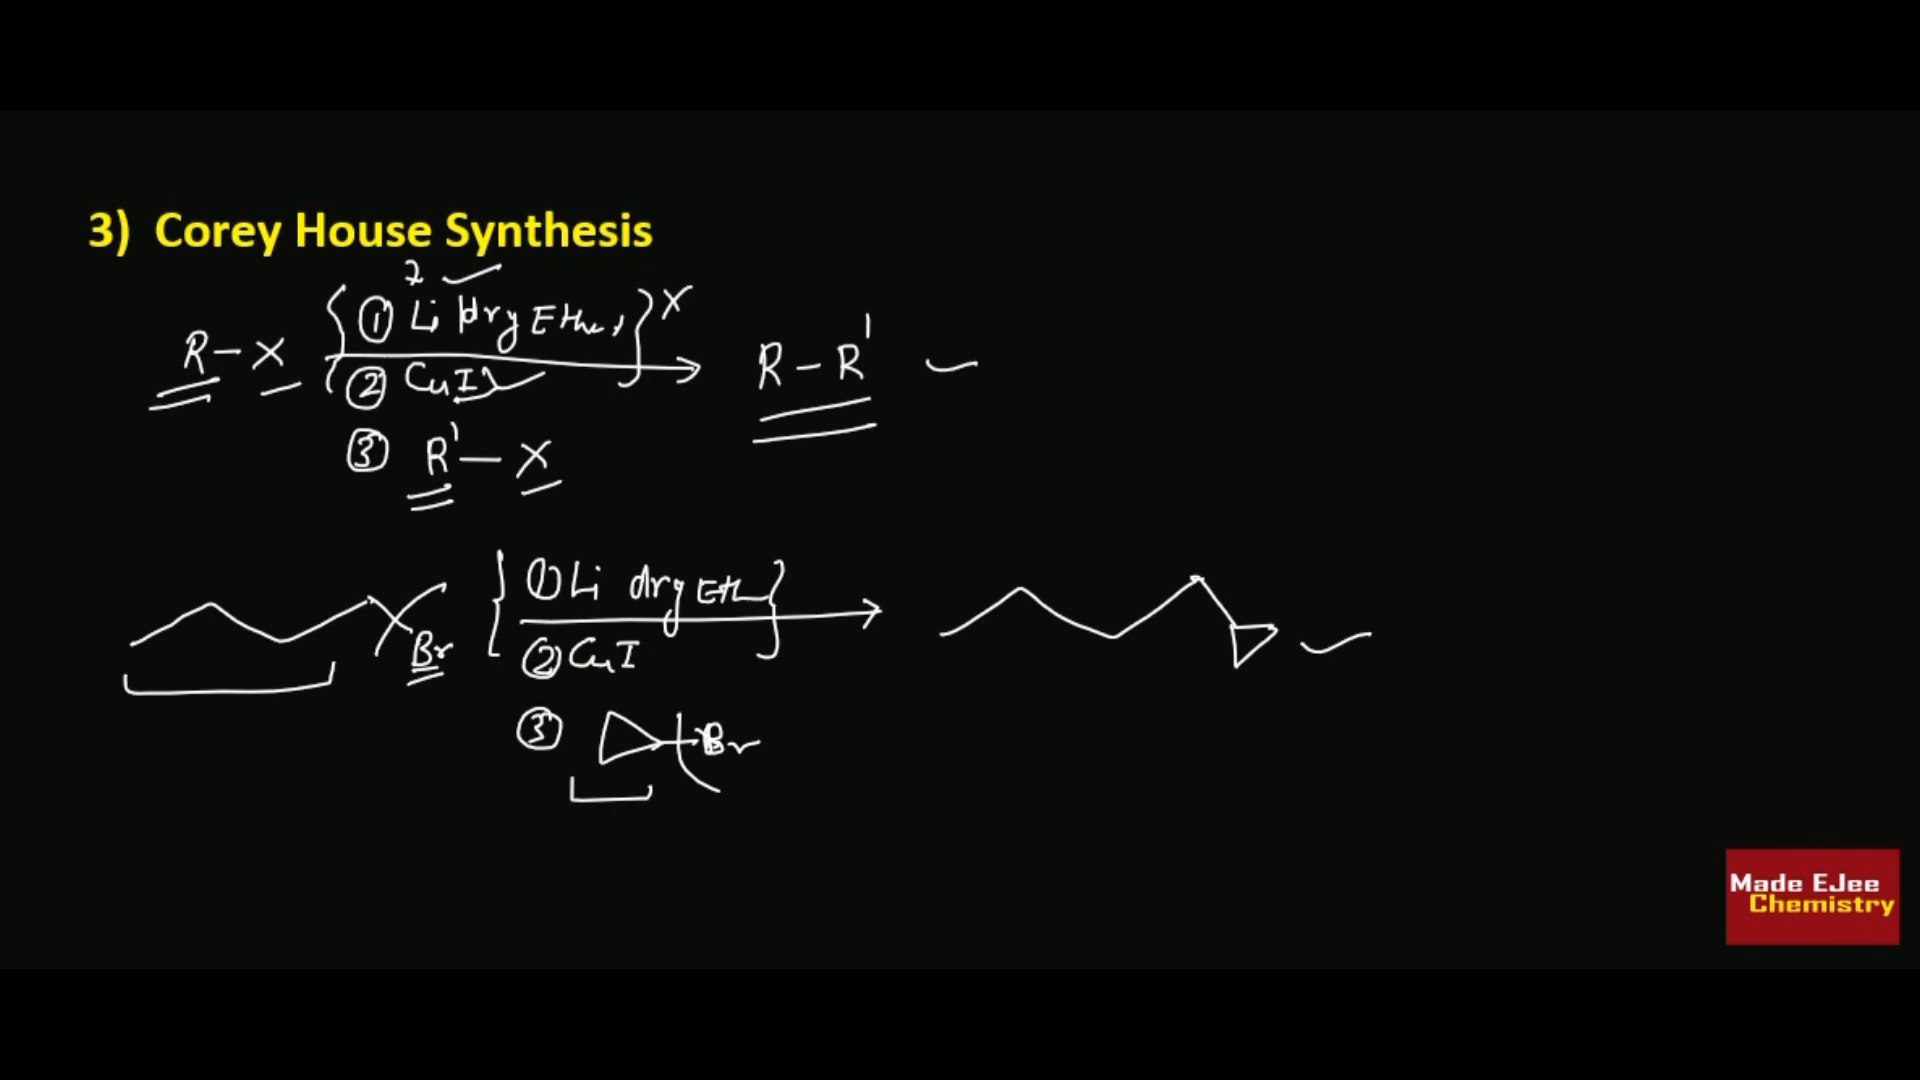 3) Corey House Synthesis
2
R-X { ① Li dry Ether } X R-R'
② CuI
③ R'-X
Br { ① Li dry Eth }
② CuI
③ Br
Made EJee
Chemistry